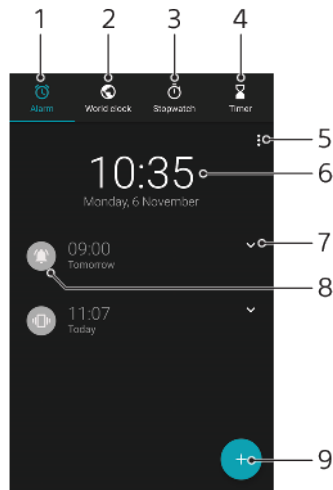 1 2 3 4
Alarm World clock Stopwatch Timer
5
10:35 6
Monday, 6 November
7
09:00
Tomorrow
8
11:07
Today
9